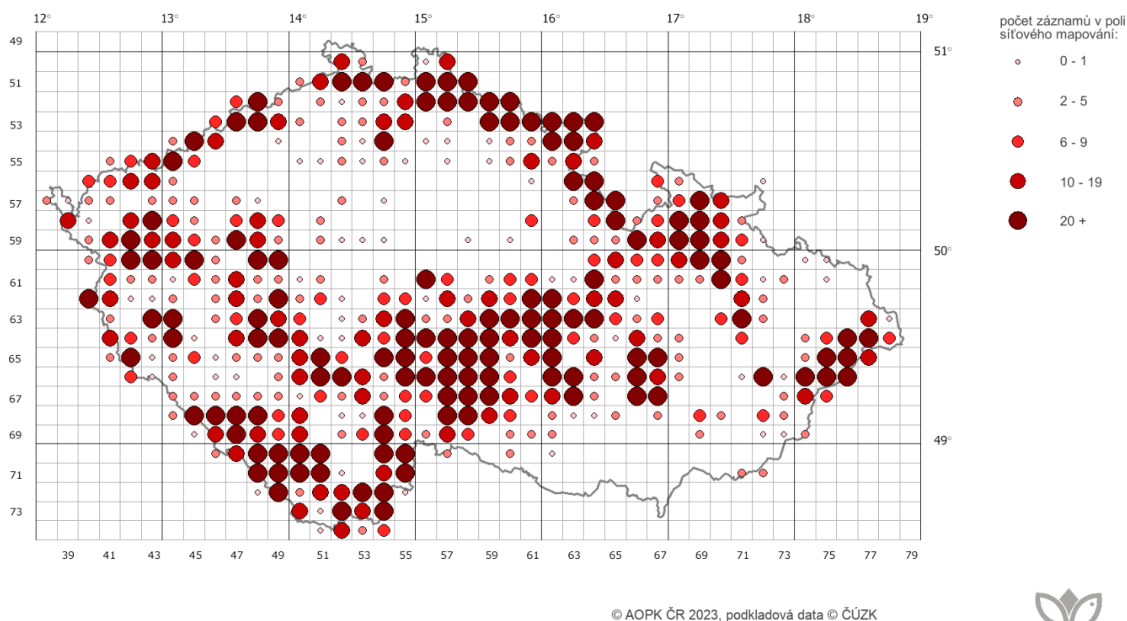 12° 13 14 15 16 17 18 19°
49
51°
51
53
55
57
59
50°
61
63
65
67
69
49°
71
73
39 41 43 45 47 49 51 53 55 57 59 61 63 65 67 69 71 73 75 77 79
počet záznamů v poli
síťového mapování:
0 - 1
2 - 5
6 - 9
10 - 19
20 +
© AOPK ČR 2023, podkladová data © ČÚZK